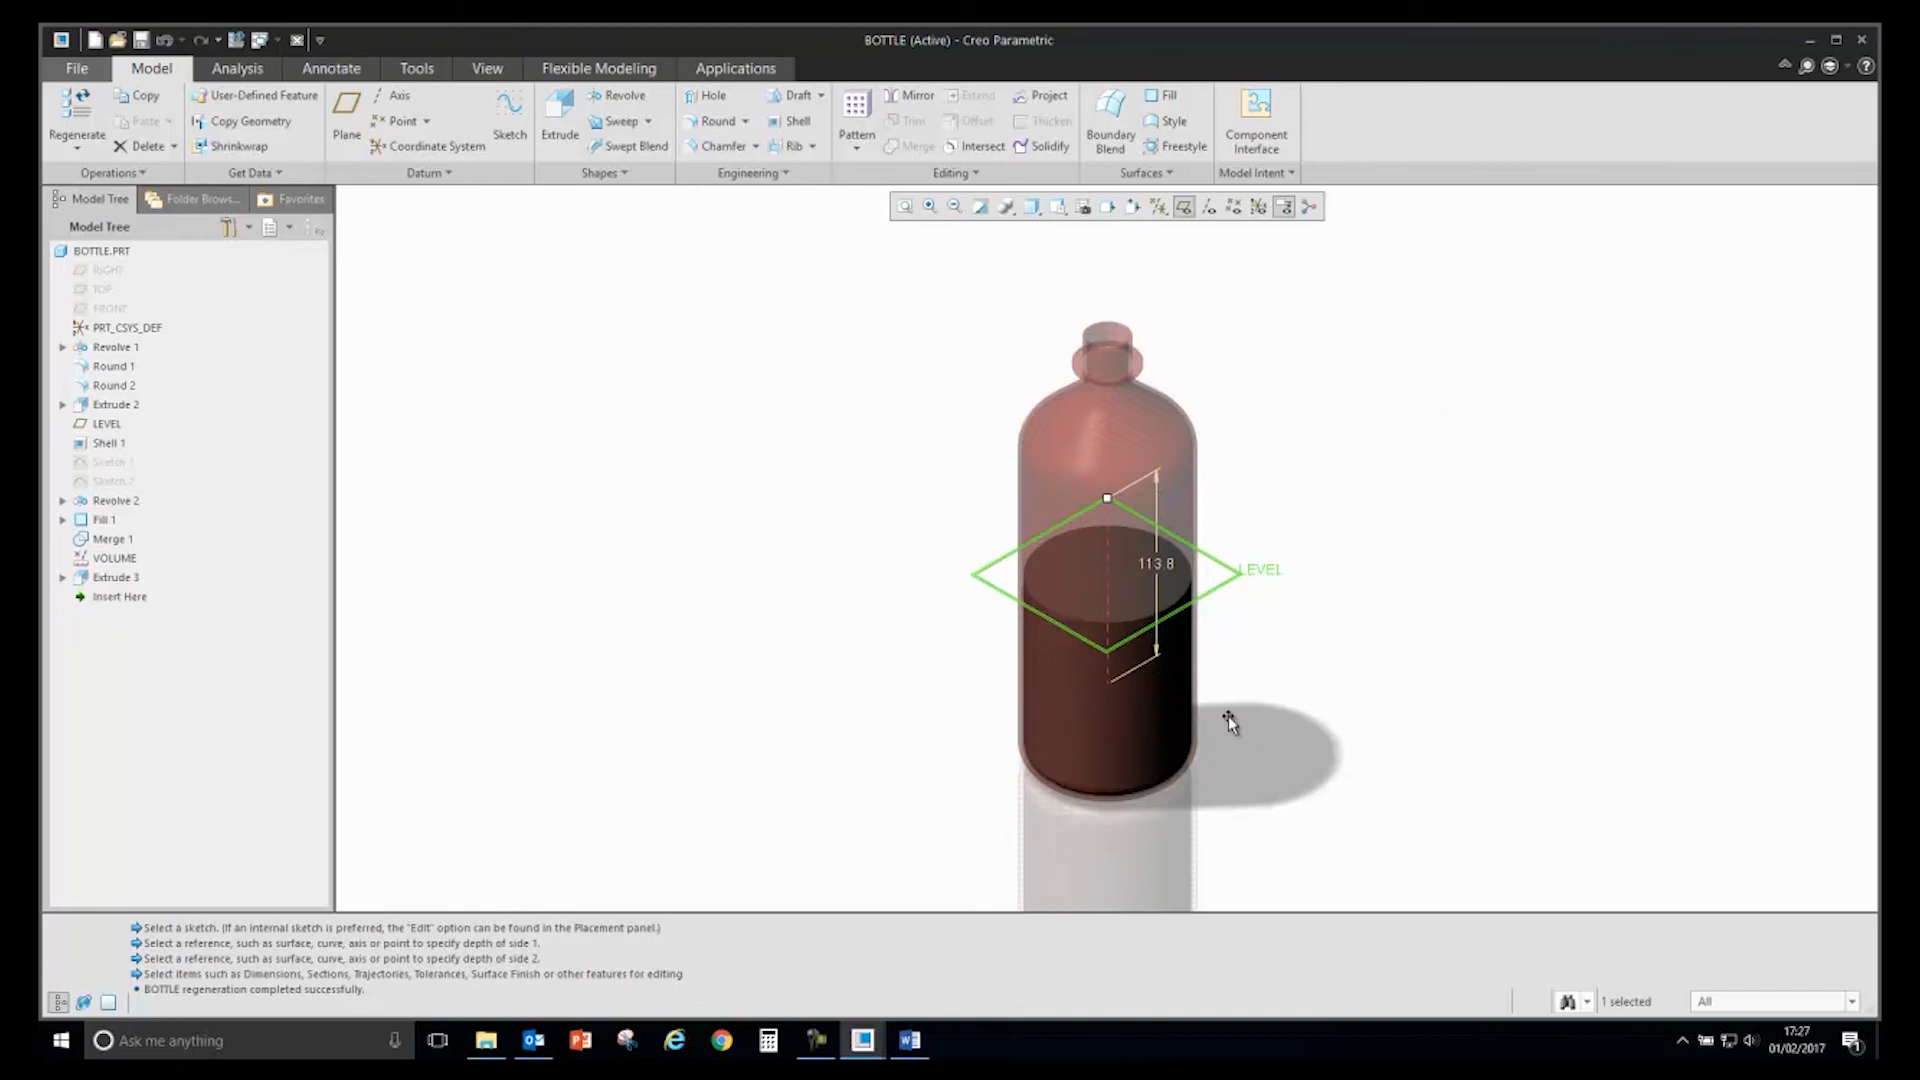 BOTTLE (Active) - Creo Parametric
File Model Analysis Annotate Tools View Flexible Modeling Applications
Regenerate Copy Paste Delete
User-Defined Feature Copy Geometry Shrinkwrap
Plane Axis Point Coordinate System Sketch
Extrude Revolve Sweep Swept Blend
Hole Round Chamfer Draft Shell Rib
Pattern Mirror Extend Project Trim Offset Thicken Merge Intersect Solidify
Boundary Blend Fill Style Freestyle
Component Interface
Operations Get Data Datum Shapes Engineering Editing Surfaces Model Intent
Model Tree Folder Brows... Favorites
Model Tree
BOTTLE.PRT
RIGHT
TOP
FRONT
PRT_CSYS_DEF
Revolve 1
Round 1
Round 2
Extrude 2
LEVEL
Shell 1
Sketch 1
Sketch 2
Revolve 2
Fill 1
Merge 1
VOLUME
Extrude 3
Insert Here
113.8
LEVEL
Select a sketch. (If an internal sketch is preferred, the "Edit" option can be found in the Placement panel.)
Select a reference, such as surface, curve, axis or point to specify depth of side 1.
Select a reference, such as surface, curve, axis or point to specify depth of side 2.
Select items such as Dimensions, Sections, Trajectories, Tolerances, Surface Finish or other features for editing
BOTTLE regeneration completed successfully.
1 selected
All
Ask me anything
17:27
01/02/2017